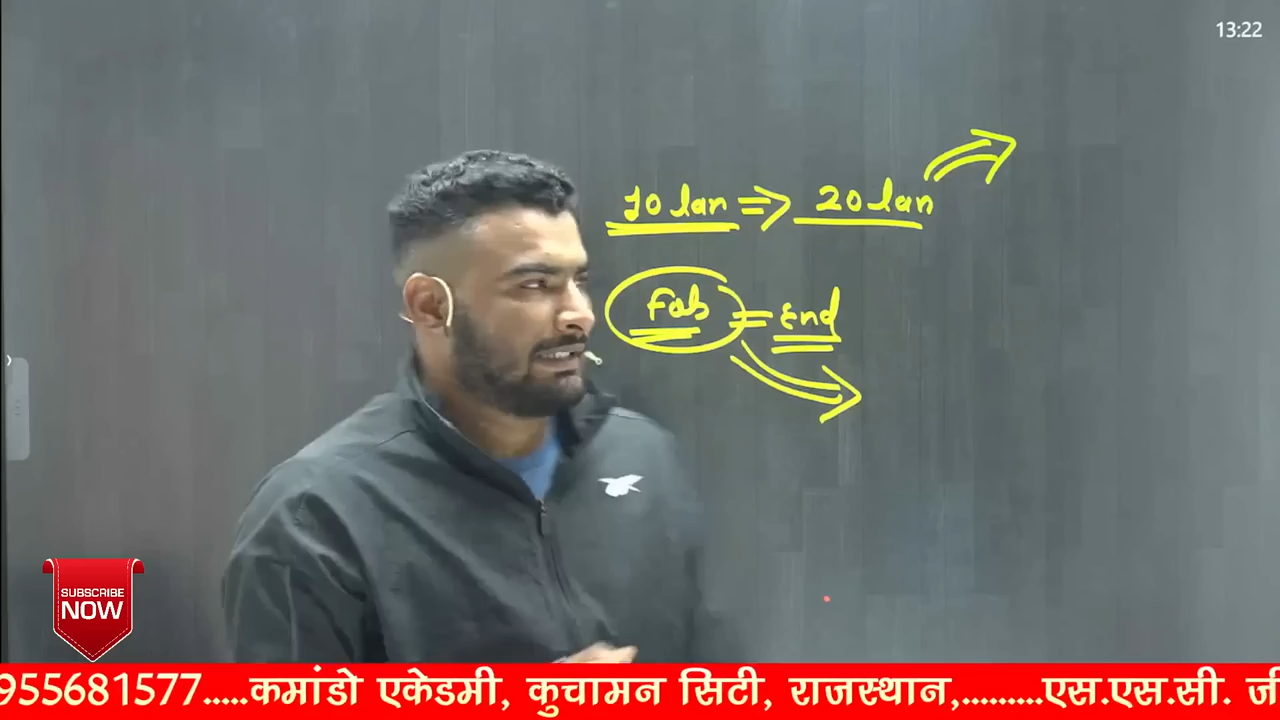 13:22
10 lan ⇒ 20 lan
Feb = End
SUBSCRIBE
NOW
955681577.....कमांडो एकेडमी, कुचामन सिटी, राजस्थान,.........एस.एस.सी. जी